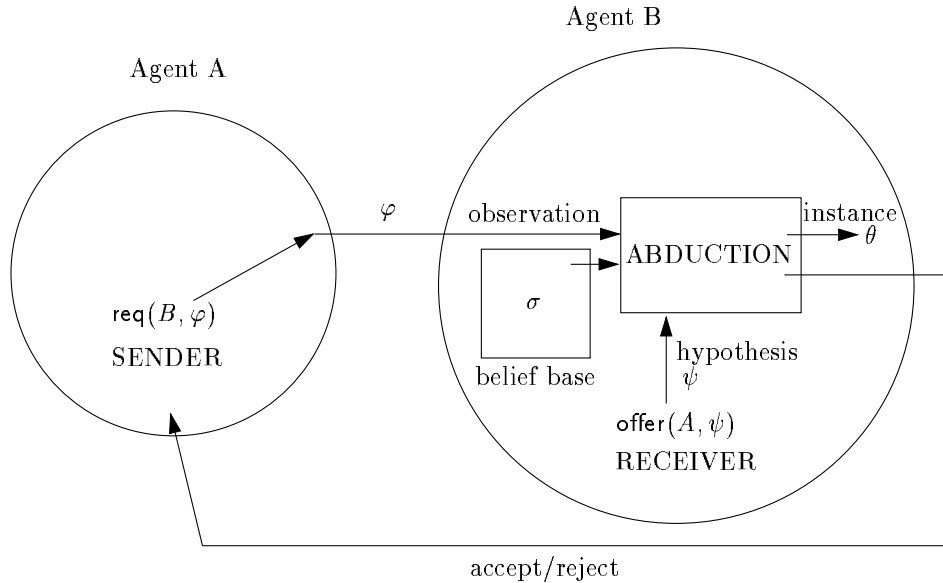 Agent B
Agent A
φ
observation
instance
θ
ABDUCTION
σ
req(B, φ)
SENDER
belief base
hypothesis
ψ
offer(A, ψ)
RECEIVER
accept/reject